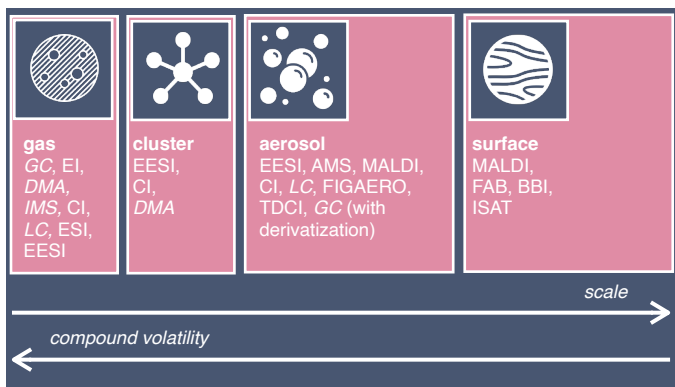 gas
GC, EI,
DMA,
IMS, CI,
LC, ESI,
EESI
cluster
EESI,
CI,
DMA
aerosol
EESI, AMS, MALDI,
CI, LC, FIGAERO,
TDCI, GC (with
derivatization)
surface
MALDI,
FAB, BBI,
ISAT
scale
compound volatility